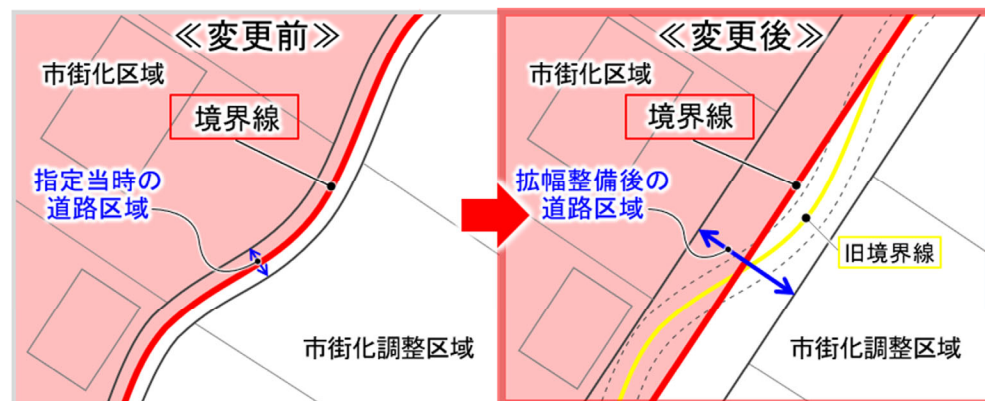 ≪変更前≫
市街化区域
境界線
指定当時の
道路区域
市街化調整区域
≪変更後≫
市街化区域
境界線
拡幅整備後の
道路区域
旧境界線
市街化調整区域